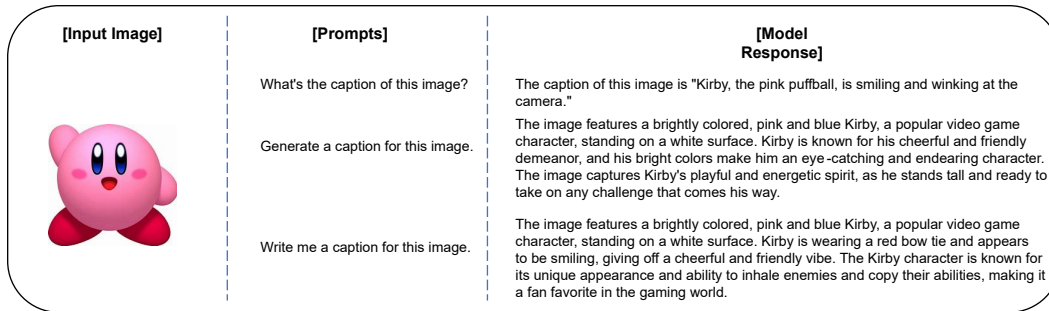 [Input Image]
[Prompts]
[Model
Response]
What's the caption of this image?
The caption of this image is "Kirby, the pink puffball, is smiling and winking at the
camera."
Generate a caption for this image.
The image features a brightly colored, pink and blue Kirby, a popular video game
character, standing on a white surface. Kirby is known for his cheerful and friendly
demeanor, and his bright colors make him an eye-catching and endearing character.
The image captures Kirby's playful and energetic spirit, as he stands tall and ready to
take on any challenge that comes his way.
Write me a caption for this image.
The image features a brightly colored, pink and blue Kirby, a popular video game
character, standing on a white surface. Kirby is wearing a red bow tie and appears
to be smiling, giving off a cheerful and friendly vibe. The Kirby character is known for
its unique appearance and ability to inhale enemies and copy their abilities, making it
a fan favorite in the gaming world.